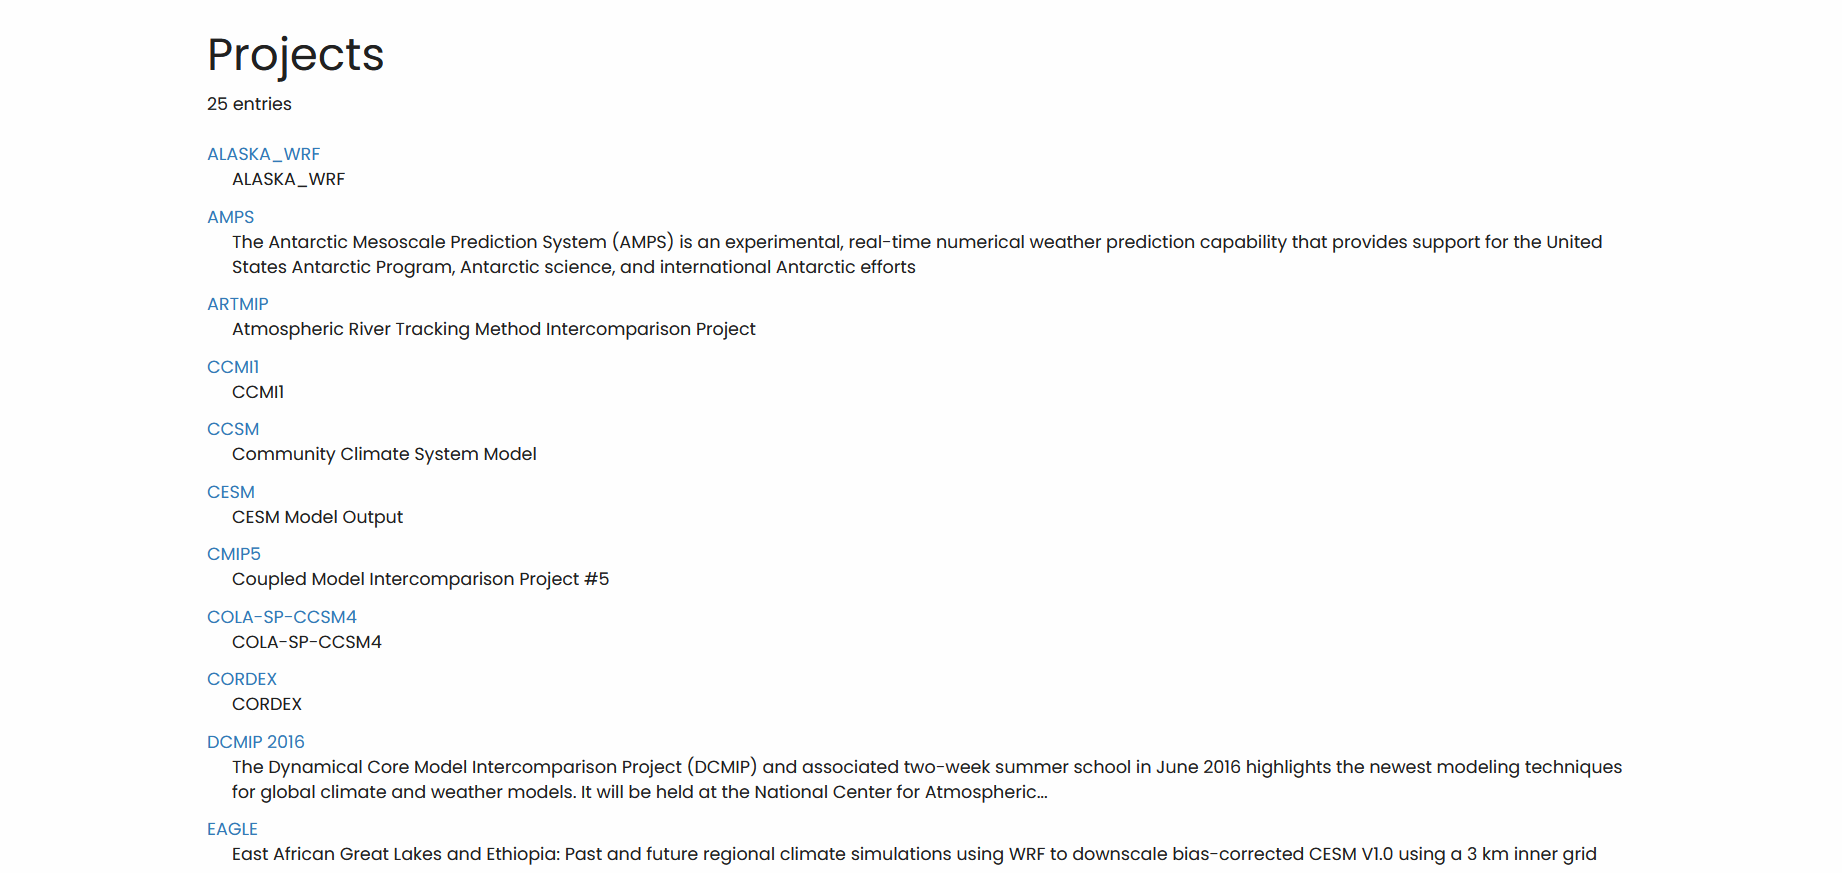 Projects
25 entries
ALASKA_WRF
ALASKA_WRF
AMPS
The Antarctic Mesoscale Prediction System (AMPS) is an experimental, real-time numerical weather prediction capability that provides support for the United
States Antarctic Program, Antarctic science, and international Antarctic efforts
ARTMIP
Atmospheric River Tracking Method Intercomparison Project
CCMI1
CCMI1
CCSM
Community Climate System Model
CESM
CESM Model Output
CMIP5
Coupled Model Intercomparison Project #5
COLA-SP-CCSM4
COLA-SP-CCSM4
CORDEX
CORDEX
DCMIP 2016
The Dynamical Core Model Intercomparison Project (DCMIP) and associated two-week summer school in June 2016 highlights the newest modeling techniques
for global climate and weather models. It will be held at the National Center for Atmospheric...
EAGLE
East African Great Lakes and Ethiopia: Past and future regional climate simulations using WRF to downscale bias-corrected CESM V1.0 using a 3 km inner grid